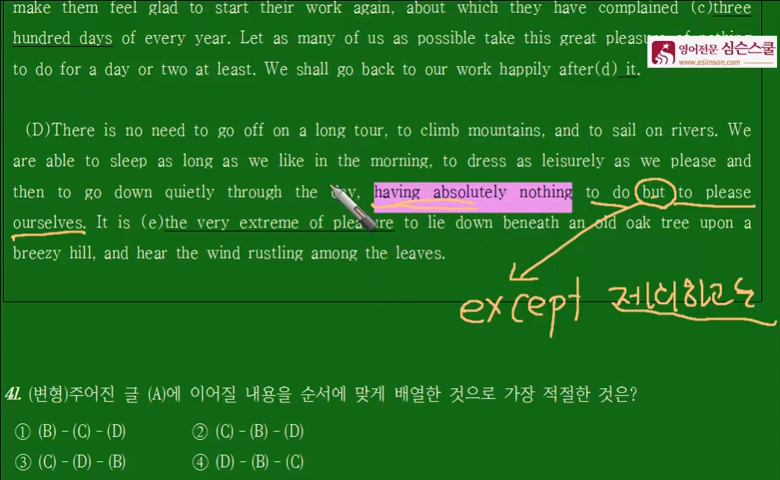 make them feel glad to start their work again, about which they have complained (c)three
hundred days of every year. Let as many of us as possible take this great pleasure of nothing
to do for a day or two at least. We shall go back to our work happily after(d) it.
영어전문 심슨스쿨
www.eslmson.com
(D)There is no need to go off on a long tour, to climb mountains, and to sail on rivers. We
are able to sleep as long as we like in the morning, to dress as leisurely as we please and
then to go down quietly through the day, having absolutely nothing to do but to please
ourselves. It is (e)the very extreme of pleasure to lie down beneath an old oak tree upon a
breezy hill, and hear the wind rustling among the leaves.
except 제외하고는
41. (변형)주어진 글 (A)에 이어질 내용을 순서에 맞게 배열한 것으로 가장 적절한 것은?
① (B)-(C)-(D) ② (C)-(B)-(D)
③ (C)-(D)-(B) ④ (D)-(B)-(C)